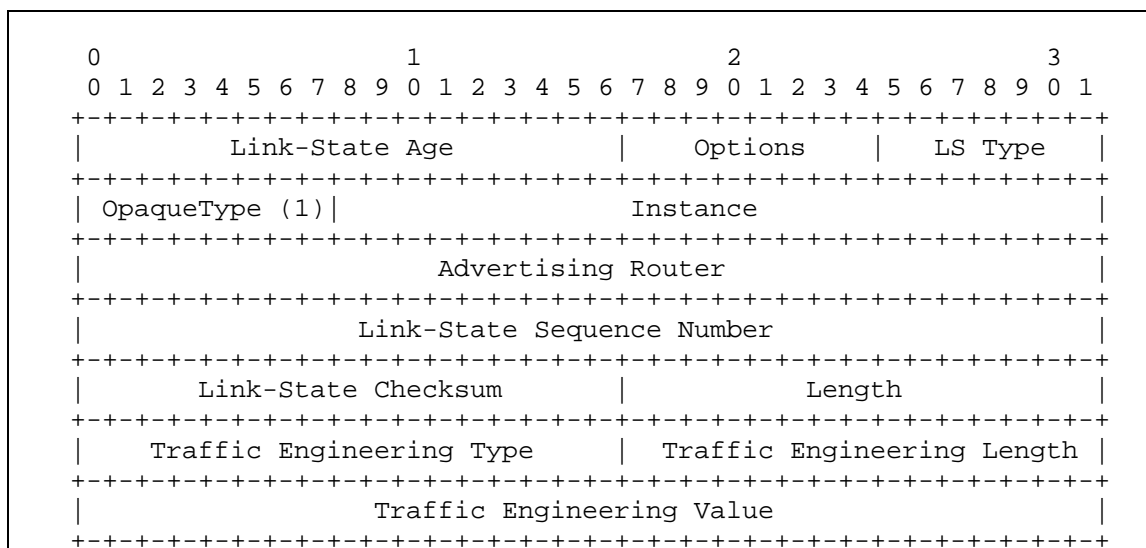 0                   1                   2                   3
 0 1 2 3 4 5 6 7 8 9 0 1 2 3 4 5 6 7 8 9 0 1 2 3 4 5 6 7 8 9 0 1
+-+-+-+-+-+-+-+-+-+-+-+-+-+-+-+-+-+-+-+-+-+-+-+-+-+-+-+-+-+-+-+-+
|         Link-State Age           |    Options    |   LS Type   |
+-+-+-+-+-+-+-+-+-+-+-+-+-+-+-+-+-+-+-+-+-+-+-+-+-+-+-+-+-+-+-+-+
| OpaqueType (1)|                  Instance                     |
+-+-+-+-+-+-+-+-+-+-+-+-+-+-+-+-+-+-+-+-+-+-+-+-+-+-+-+-+-+-+-+-+
|                      Advertising Router                       |
+-+-+-+-+-+-+-+-+-+-+-+-+-+-+-+-+-+-+-+-+-+-+-+-+-+-+-+-+-+-+-+-+
|                 Link-State Sequence Number                    |
+-+-+-+-+-+-+-+-+-+-+-+-+-+-+-+-+-+-+-+-+-+-+-+-+-+-+-+-+-+-+-+-+
|       Link-State Checksum        |           Length            |
+-+-+-+-+-+-+-+-+-+-+-+-+-+-+-+-+-+-+-+-+-+-+-+-+-+-+-+-+-+-+-+-+
|    Traffic Engineering Type     |  Traffic Engineering Length |
+-+-+-+-+-+-+-+-+-+-+-+-+-+-+-+-+-+-+-+-+-+-+-+-+-+-+-+-+-+-+-+-+
|                  Traffic Engineering Value                    |
+-+-+-+-+-+-+-+-+-+-+-+-+-+-+-+-+-+-+-+-+-+-+-+-+-+-+-+-+-+-+-+-+